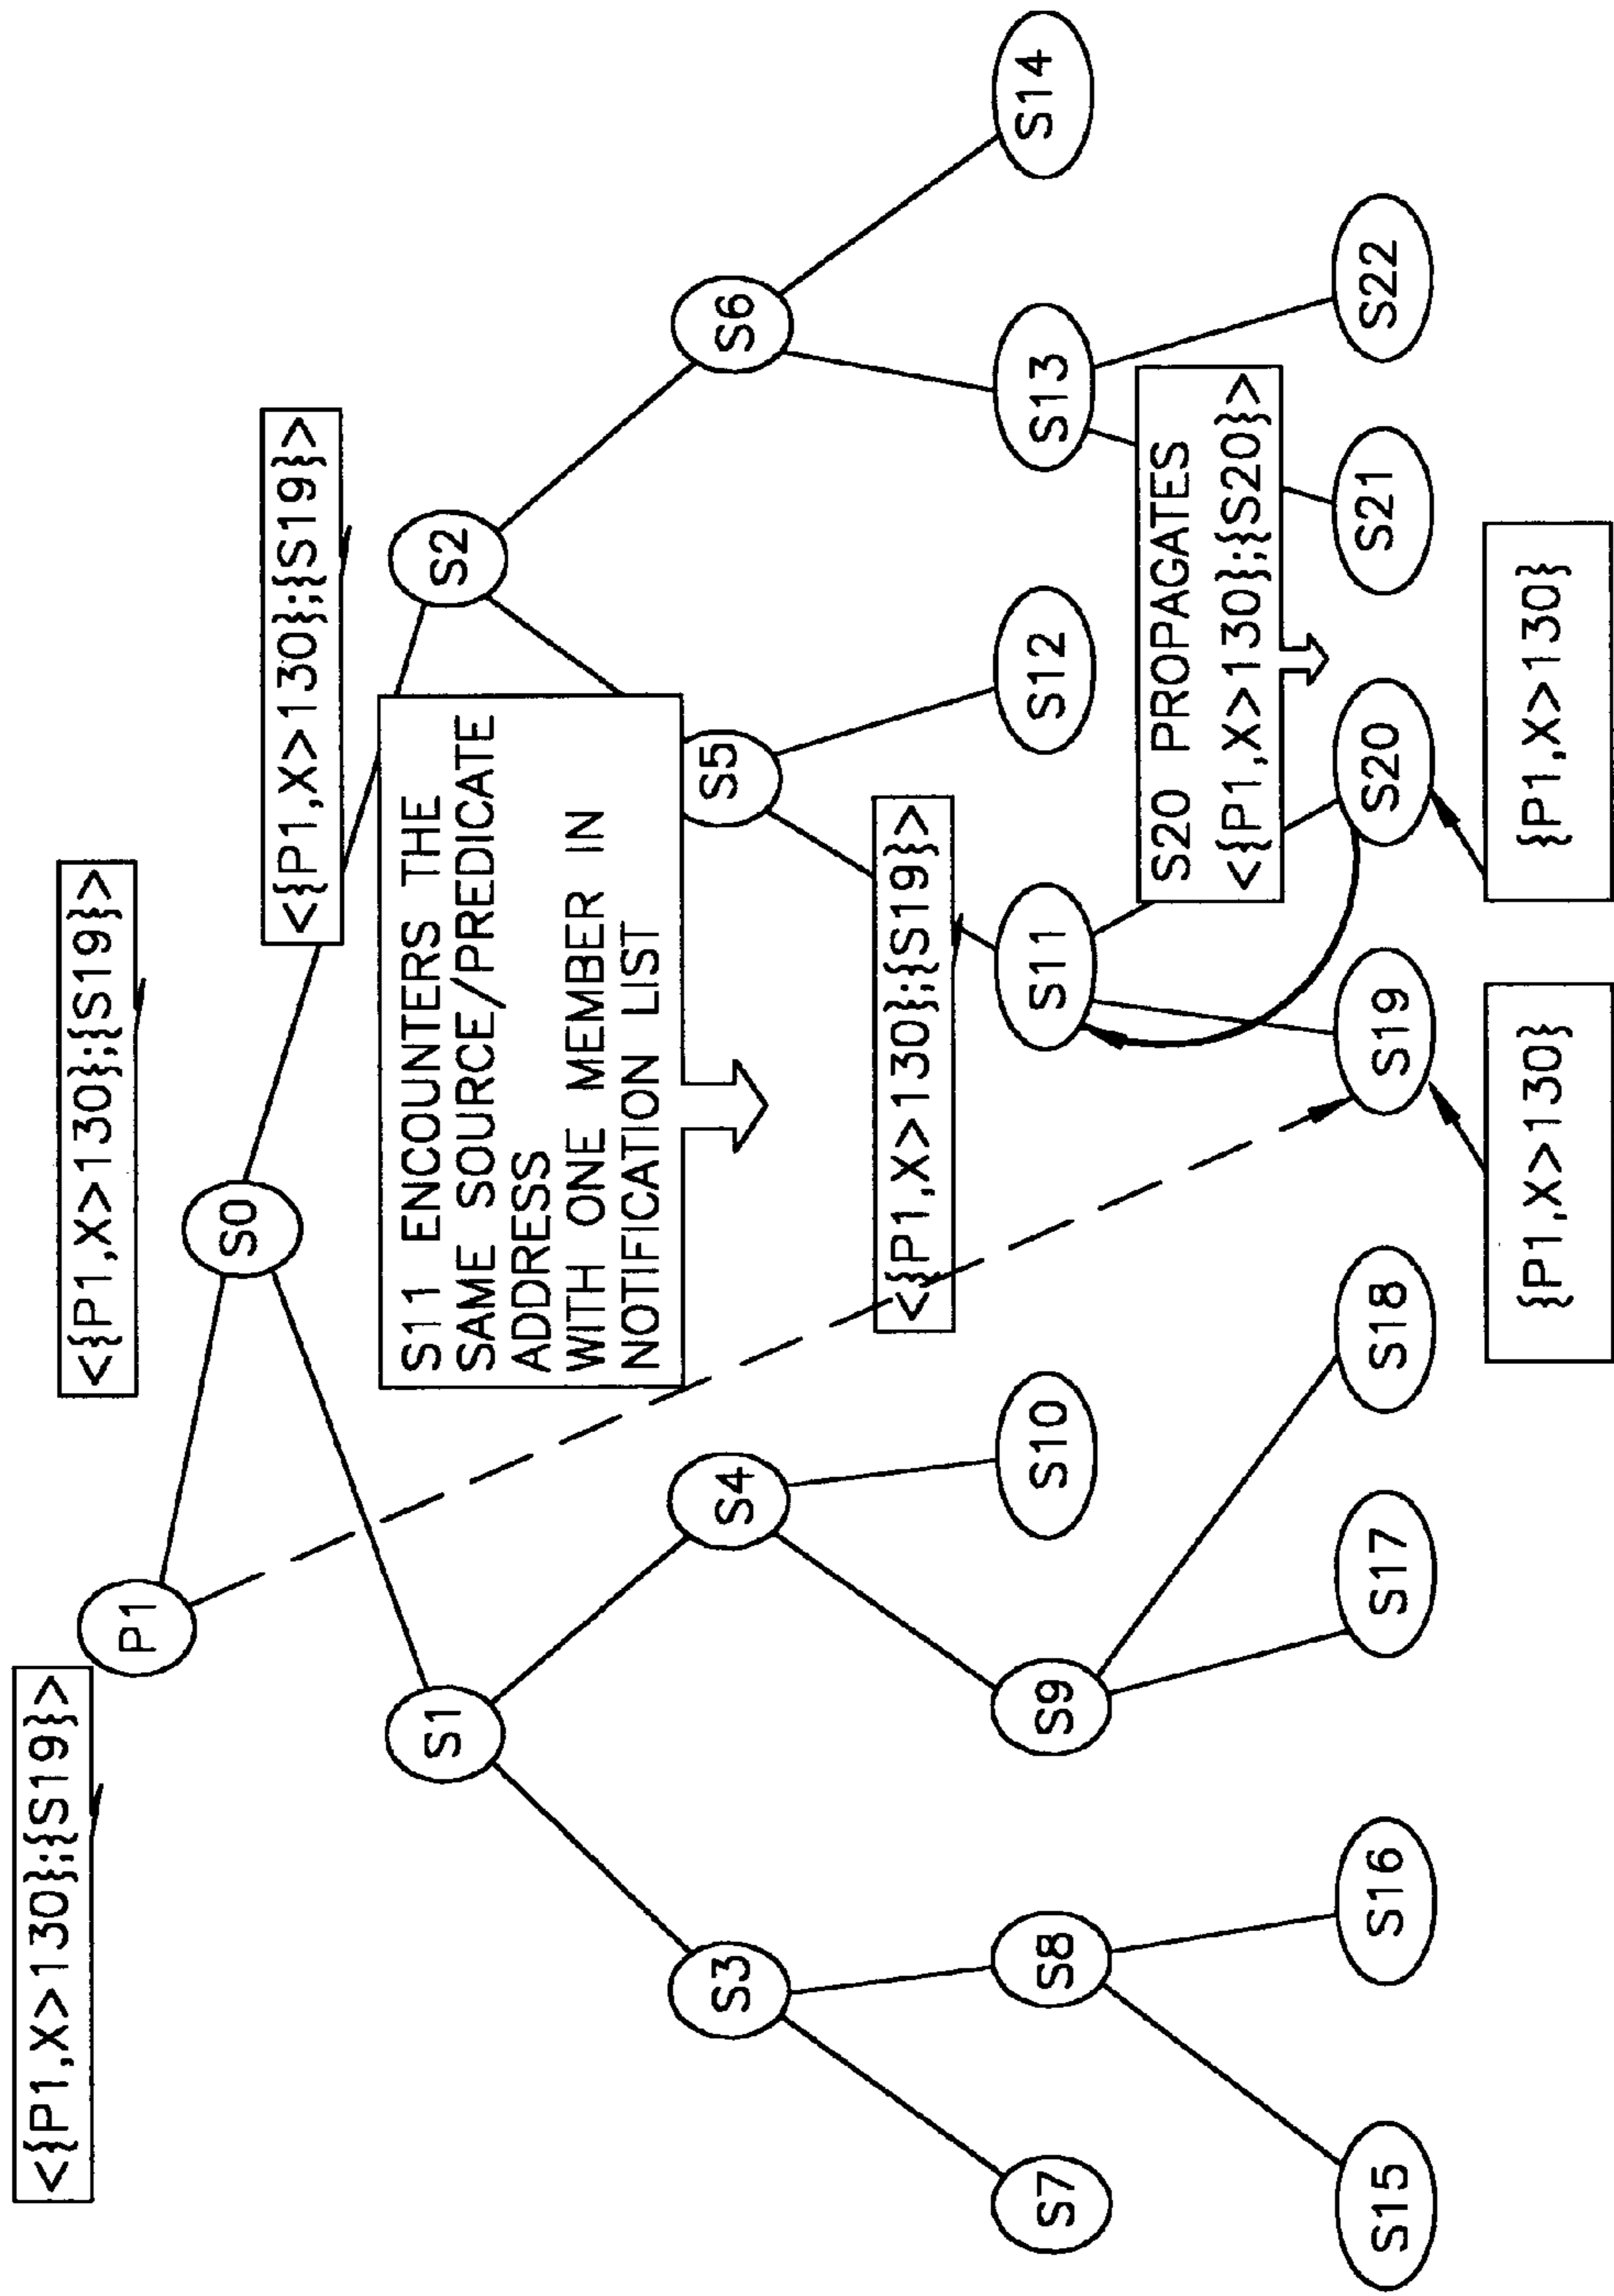 <{P1,X>130};{S19}>
P1
<{P1,X>130};{S19}>
S0
<{P1,X>130};{S19}>
S1
S2
S11 ENCOUNTERS THE
SAME SOURCE/PREDICATE
ADDRESS
WITH ONE MEMBER IN
NOTIFICATION LIST
S3
S4
S5
S6
<{P1,X>130};{S19}>
S7
S8
S9
S10
S11
S12
S13
S14
S20 PROPAGATES
<{P1,X>130};{S20}>
S15
S16
S17
S18
S19
S20
S21
S22
{P1,X>130}
{P1,X>130}